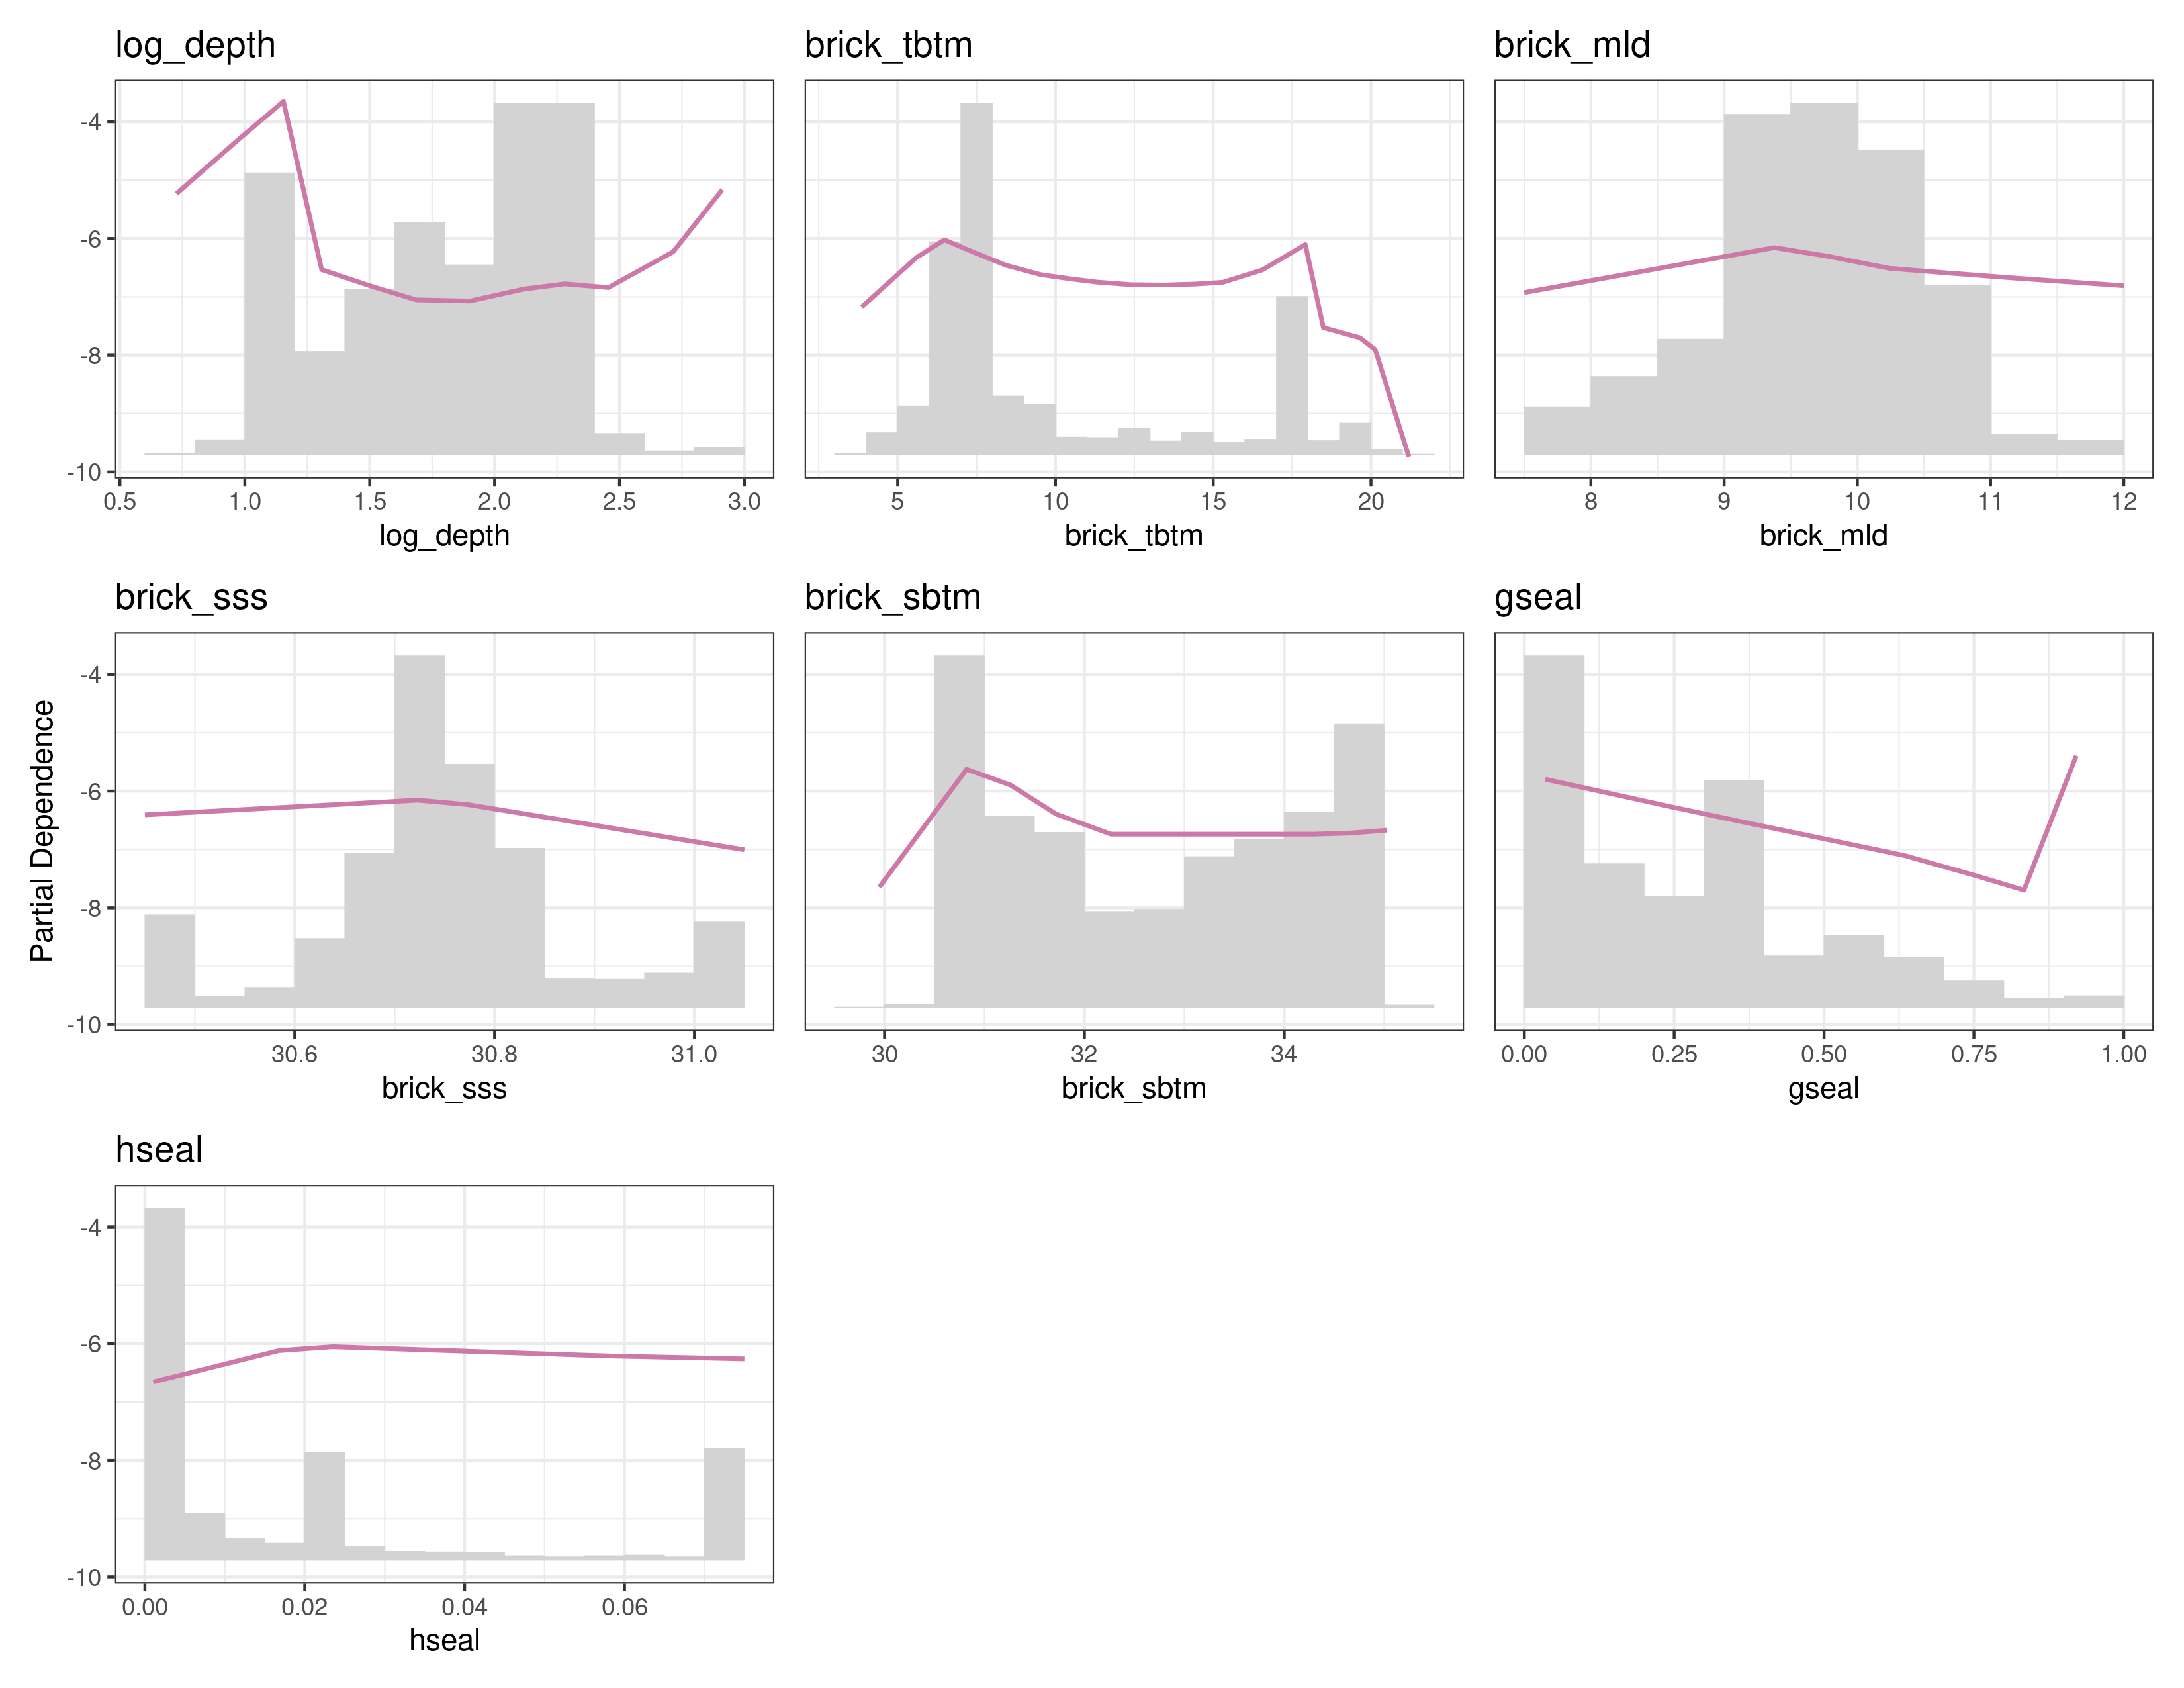 log_depth
brick_tbtm
brick_mld
-4
-6
-8
-10
0.5 1.0 1.5 2.0 2.5 3.0
5 10 15 20
8 9 10 11 12
log_depth
brick_tbtm
brick_mld
brick_sss
brick_sbtm
gseal
Partial Dependence
-4
-6
-8
-10
30.6 30.8 31.0
30 32 34
0.00 0.25 0.50 0.75 1.00
brick_sss
brick_sbtm
gseal
hseal
-4
-6
-8
-10
0.00 0.02 0.04 0.06
hseal